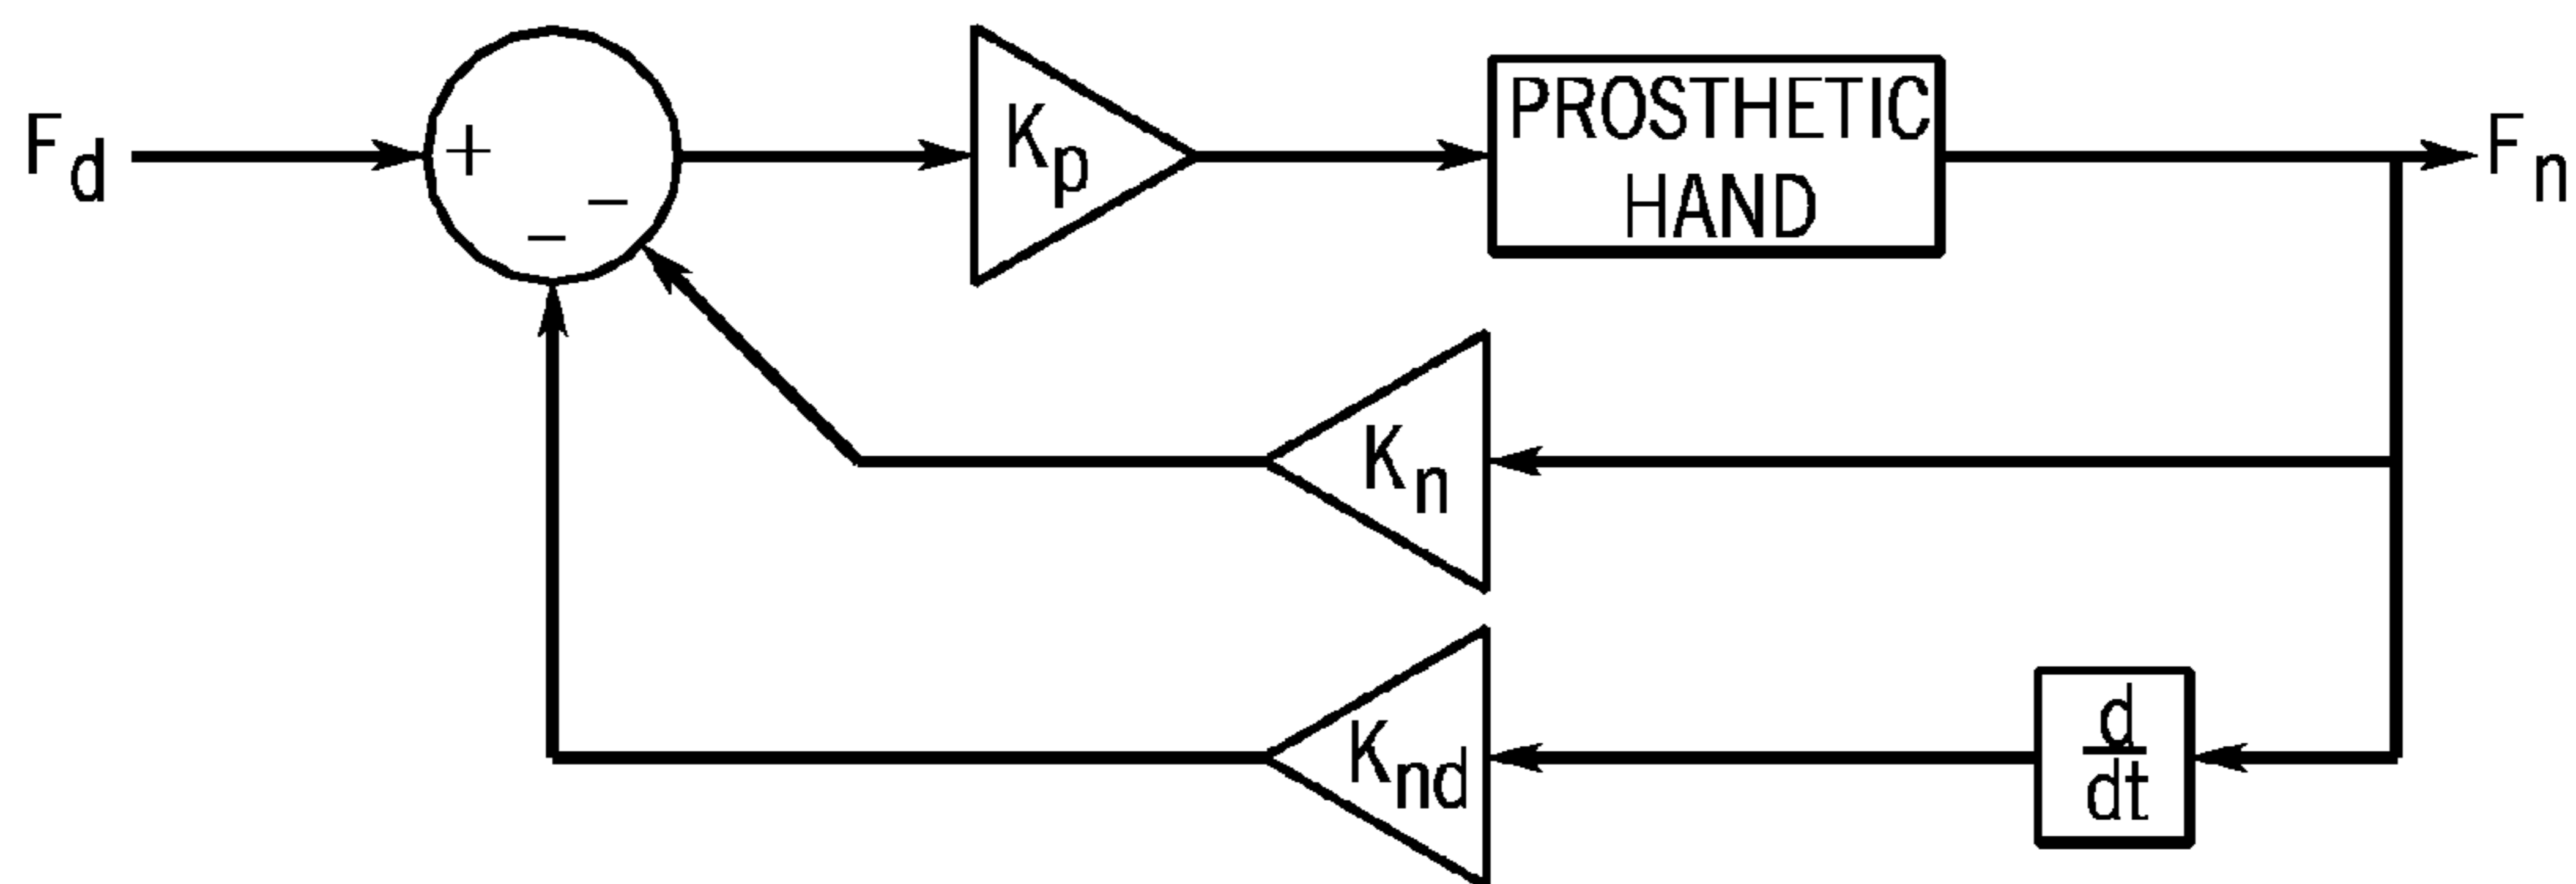 F_d
+
−
−
K_p
PROSTHETIC
HAND
F_n
K_n
K_nd
d
dt